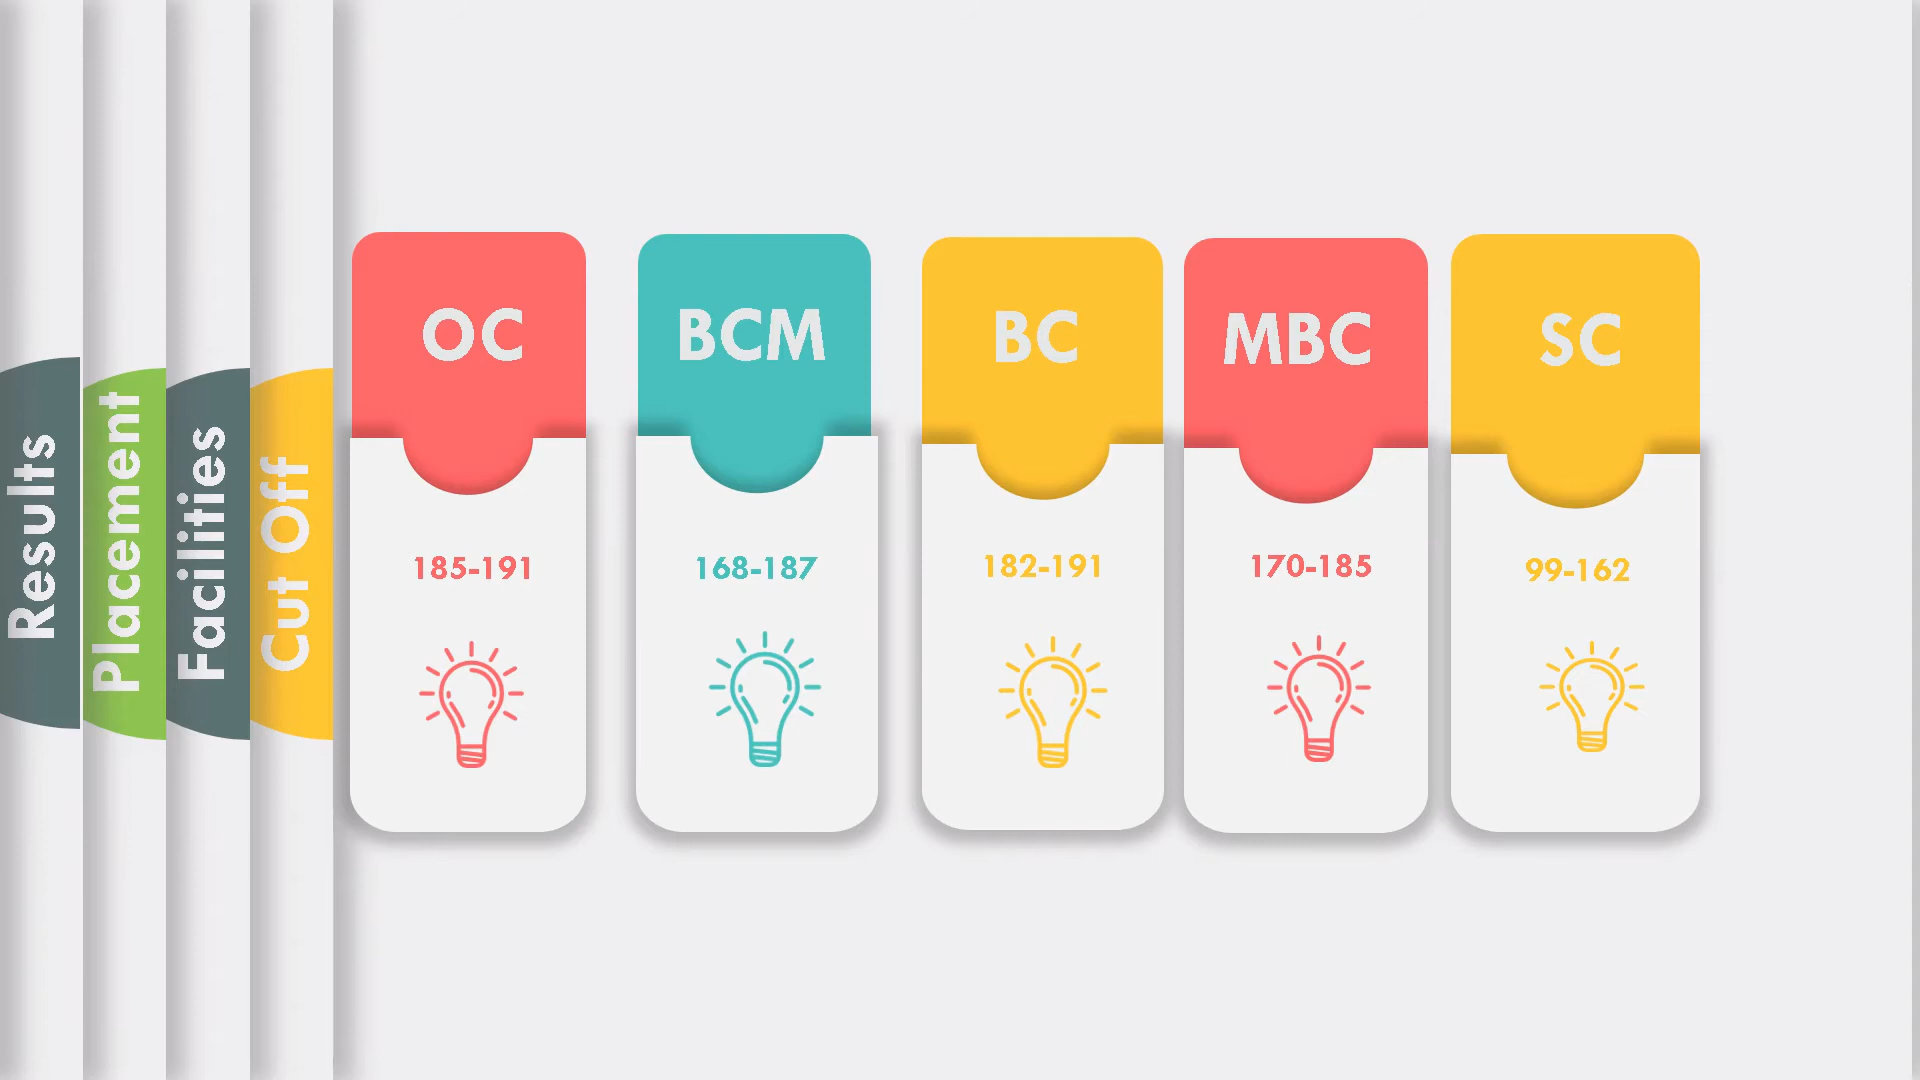 Results
Placement
Facilities
Cut Off
OC
BCM
BC
MBC
SC
185-191
168-187
182-191
170-185
99-162